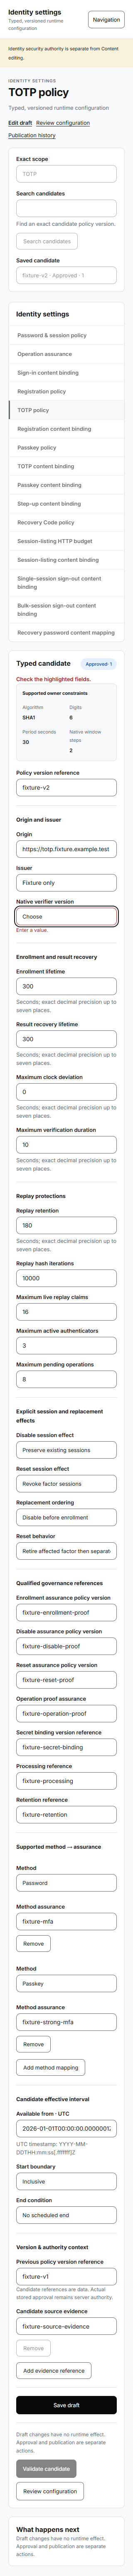 Identity settings
Typed, versioned runtime
configuration
Navigation
Identity security authority is separate from Content
editing.
IDENTITY SETTINGS
TOTP policy
Typed, versioned runtime configuration
Edit draft Review configuration
Publication history
Exact scope
TOTP
Search candidates
Find an exact candidate policy version.
Search candidates
Saved candidate
fixture-v2 · Approved · 1
Identity settings
Password & session policy
Operation assurance
Sign-in content binding
Registration policy
TOTP policy
Registration content binding
Passkey policy
TOTP content binding
Passkey content binding
Step-up content binding
Recovery Code policy
Session-listing HTTP budget
Session-listing content binding
Single-session sign-out content
binding
Bulk-session sign-out content
binding
Recovery password content mapping
Typed candidate
Approved· 1
Check the highlighted fields.
Supported owner constraints
Algorithm
SHA1
Digits
6
Period seconds
30
Native window
steps
2
Policy version reference
fixture-v2
Origin and issuer
Origin
https://totp.fixture.example.test
Issuer
Fixture only
Native verifier version
Choose
Enter a value.
Enrollment and result recovery
Enrollment lifetime
300
Seconds; exact decimal precision up to
seven places.
Result recovery lifetime
300
Seconds; exact decimal precision up to
seven places.
Maximum clock deviation
0
Seconds; exact decimal precision up to
seven places.
Maximum verification duration
10
Seconds; exact decimal precision up to
seven places.
Replay protections
Replay retention
180
Seconds; exact decimal precision up to
seven places.
Replay hash iterations
10000
Maximum live replay claims
16
Maximum active authenticators
3
Maximum pending operations
8
Explicit session and replacement
effects
Disable session effect
Preserve existing sessions
Reset session effect
Revoke factor sessions
Replacement ordering
Disable before enrollment
Reset behavior
Retire affected factor then separat
Qualified governance references
Enrollment assurance policy version
fixture-enrollment-proof
Disable assurance policy version
fixture-disable-proof
Reset assurance policy version
fixture-reset-proof
Operation proof assurance
fixture-operation-proof
Secret binding version reference
fixture-secret-binding
Processing reference
fixture-processing
Retention reference
fixture-retention
Supported method → assurance
Method
Password
Method assurance
fixture-mfa
Remove
Method
Passkey
Method assurance
fixture-strong-mfa
Remove
Add method mapping
Candidate effective interval
Available from · UTC
2026-01-01T00:00:00.0000001Z
UTC timestamp: YYYY-MM-
DDTHH:mm:ss[.fffffff]Z
Start boundary
Inclusive
End condition
No scheduled end
Version & authority context
Previous policy version reference
fixture-v1
Candidate references are data. Actual
stored approval remains server authority.
Candidate source evidence
fixture-source-evidence
Remove
Add evidence reference
Save draft
Draft changes have no runtime effect.
Approval and publication are separate
actions.
Validate candidate
Review configuration
What happens next
Draft changes have no runtime effect.
Approval and publication are separate
actions.